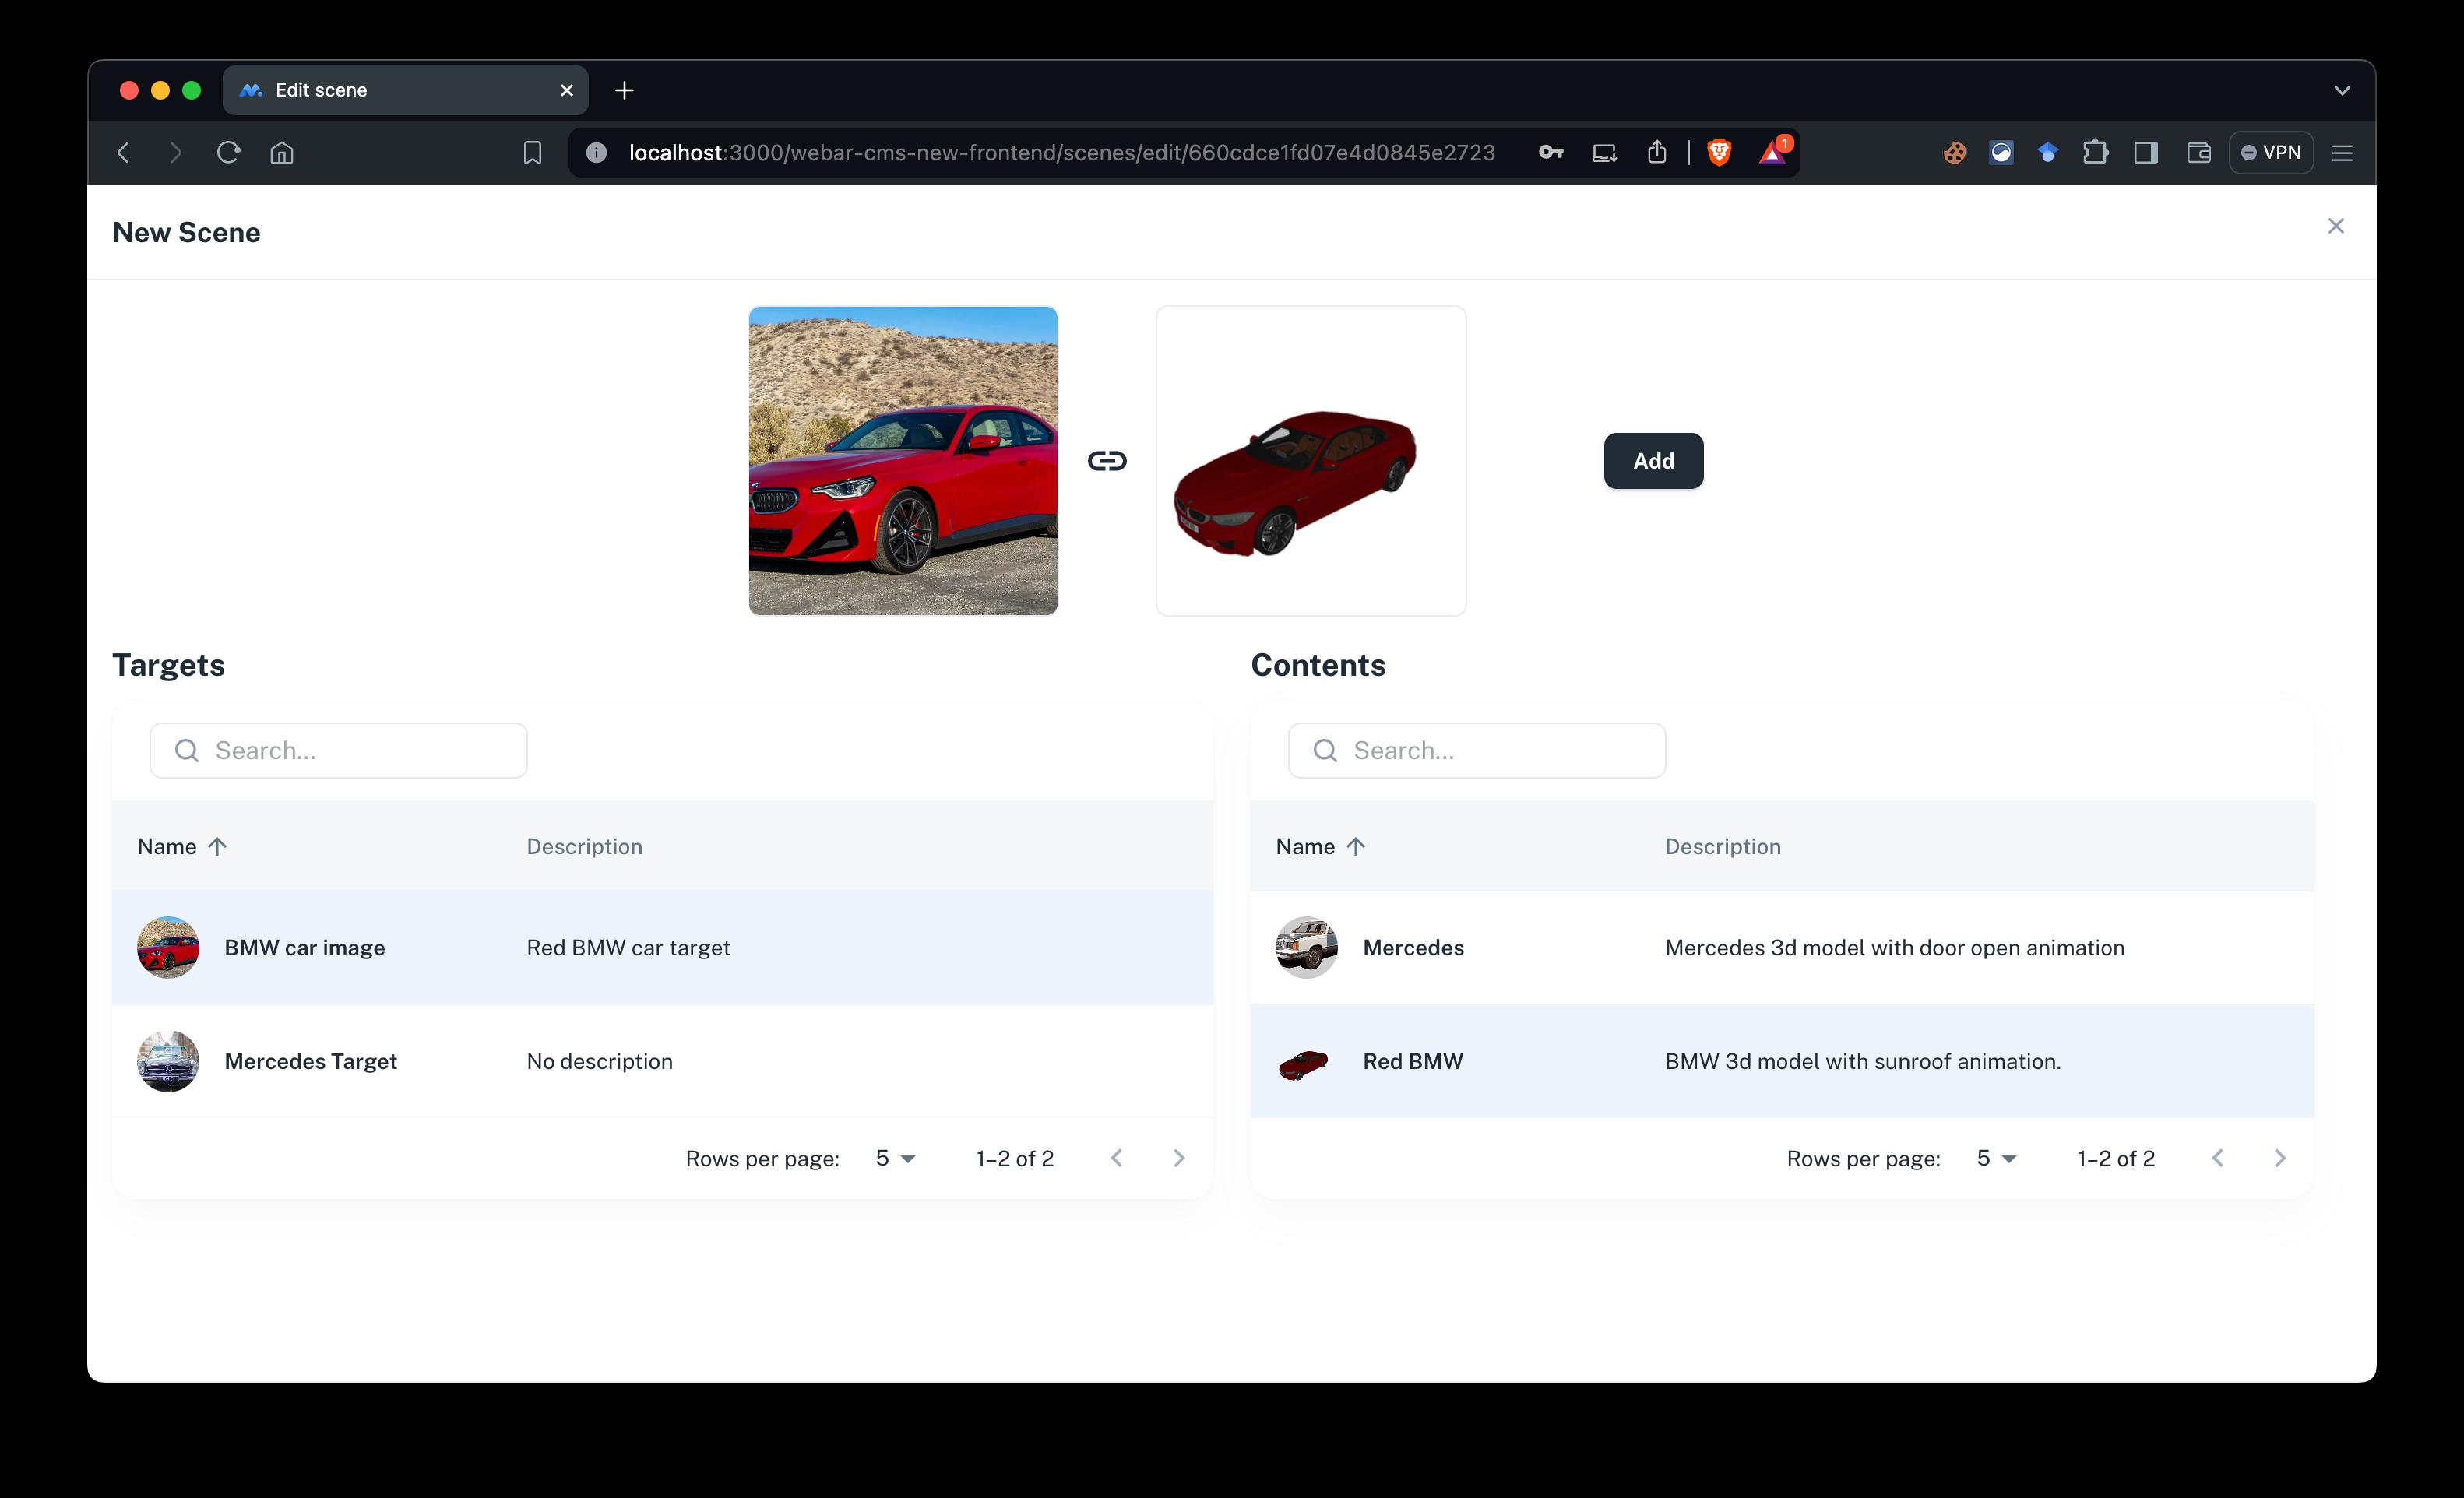 Edit scene
localhost:3000/webar-cms-new-frontend/scenes/edit/660cdce1fd07e4d0845e2723
1
VPN
New Scene
Add
Targets
Contents
Search...
Search...
Name Description
Name Description
BMW car image Red BMW car target
Mercedes Mercedes 3d model with door open animation
Mercedes Target No description
Red BMW BMW 3d model with sunroof animation.
Rows per page: 5 1–2 of 2
Rows per page: 5 1–2 of 2